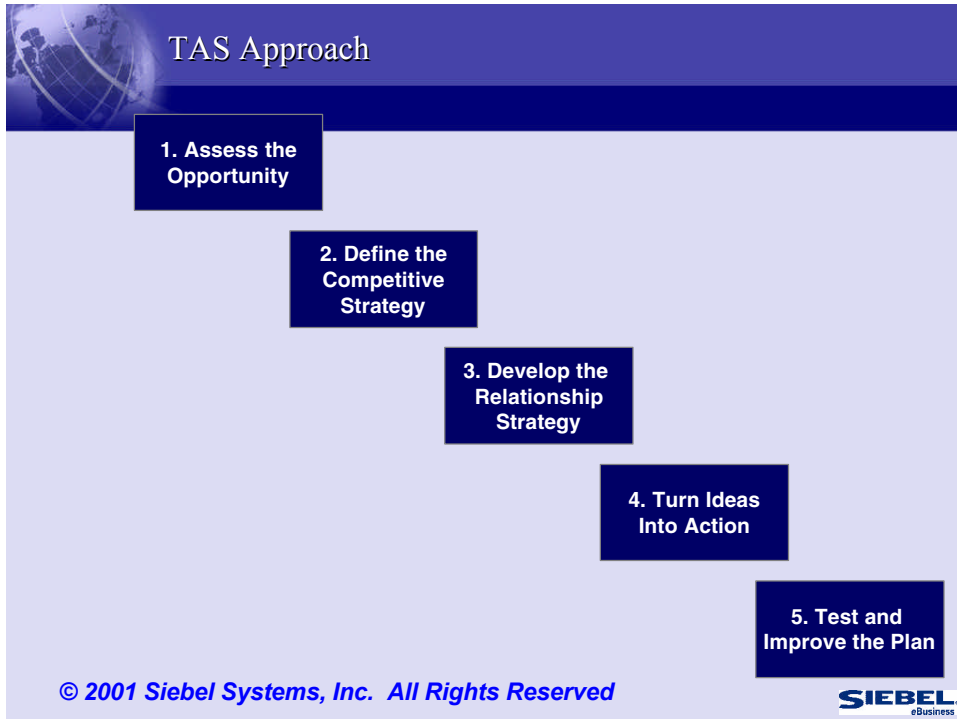 TAS Approach
1. Assess the
Opportunity
2. Define the
Competitive
Strategy
3. Develop the
Relationship
Strategy
4. Turn Ideas
Into Action
5. Test and
Improve the Plan
© 2001 Siebel Systems, Inc. All Rights Reserved
SIEBEL.
eBusiness